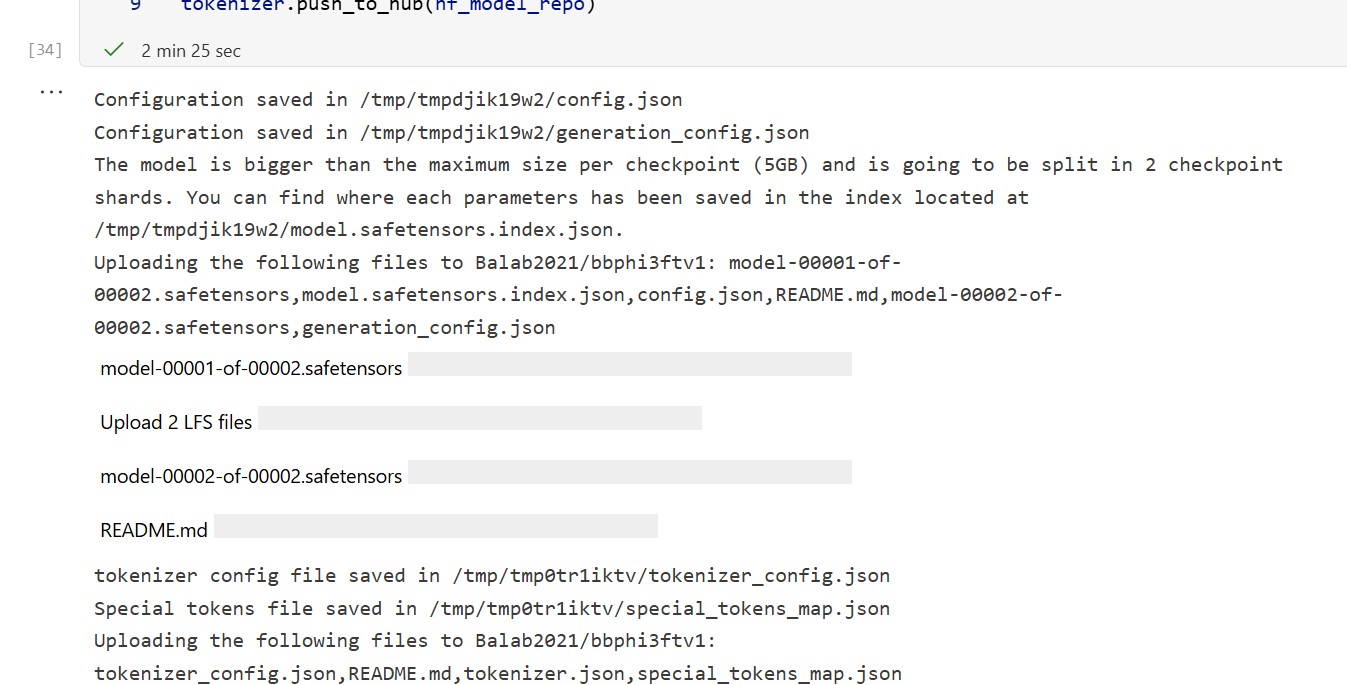 9 tokenizer.push_to_hub(hf_model_repo)
[34] 2 min 25 sec
...
Configuration saved in /tmp/tmpdjik19w2/config.json
Configuration saved in /tmp/tmpdjik19w2/generation_config.json
The model is bigger than the maximum size per checkpoint (5GB) and is going to be split in 2 checkpoint
shards. You can find where each parameters has been saved in the index located at
/tmp/tmpdjik19w2/model.safetensors.index.json.
Uploading the following files to Balab2021/bbphi3ftv1: model-00001-of-
00002.safetensors,model.safetensors.index.json,config.json,README.md,model-00002-of-
00002.safetensors,generation_config.json
model-00001-of-00002.safetensors
Upload 2 LFS files
model-00002-of-00002.safetensors
README.md
tokenizer config file saved in /tmp/tmp0tr1iktv/tokenizer_config.json
Special tokens file saved in /tmp/tmp0tr1iktv/special_tokens_map.json
Uploading the following files to Balab2021/bbphi3ftv1:
tokenizer_config.json,README.md,tokenizer.json,special_tokens_map.json